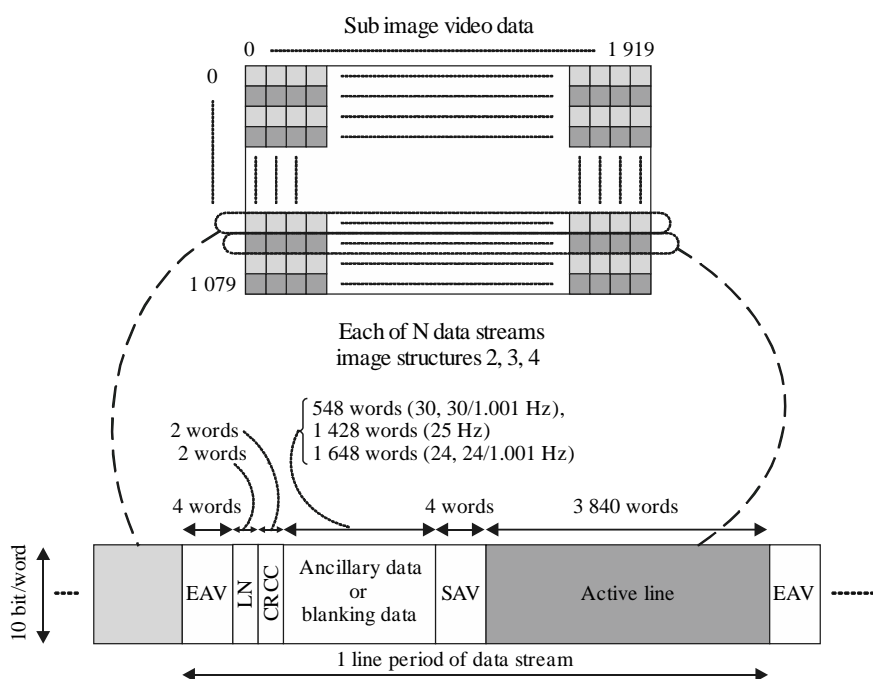 Sub image video data
0
1 919
0
1 079
Each of N data streams
image structures 2, 3, 4
548 words (30, 30/1.001 Hz),
1 428 words (25 Hz)
1 648 words (24, 24/1.001 Hz)
2 words
2 words
4 words
4 words
3 840 words
10 bit/word
EAV
LN
CRCC
Ancillary data
or
blanking data
SAV
Active line
EAV
1 line period of data stream